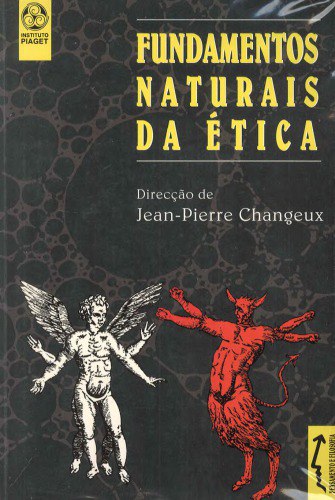 INSTITUTO
PIAGET
FUNDAMENTOS
NATURAIS
DA ÉTICA
Direcção de
Jean-Pierre Changeux